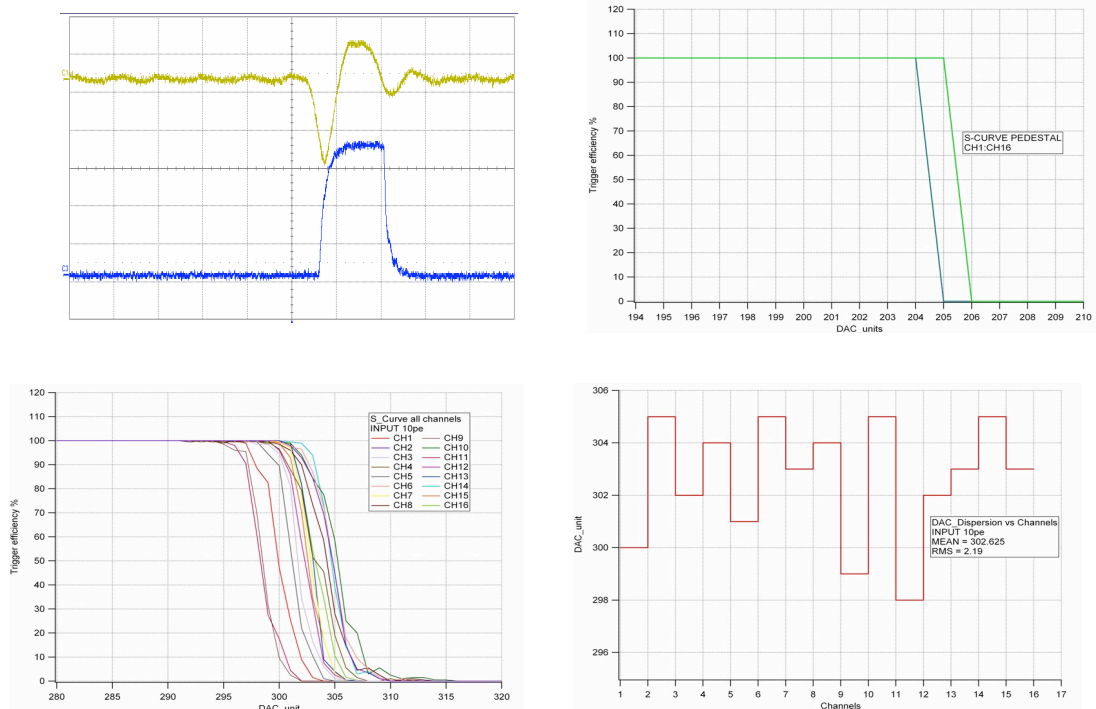 C1
C3
120
110
100
90
80
70
60
50
40
30
20
10
0
Trigger efficiency %
S-CURVE PEDESTAL
CH1:CH16
194 195 196 197 198 199 200 201 202 203 204 205 206 207 208 209 210
DAC_units
120
110
100
90
80
70
60
50
40
30
20
10
0
Trigger efficiency %
S_Curve all channels
INPUT 10pe
CH1 CH9
CH2 CH10
CH3 CH11
CH4 CH12
CH5 CH13
CH6 CH14
CH7 CH15
CH8 CH16
280 285 290 295 300 305 310 315 320
DAC_unit
306
304
302
300
298
296
DAC_unit
DAC_Dispersion vs Channels
INPUT 10pe
MEAN = 302.625
RMS = 2.19
1 2 3 4 5 6 7 8 9 10 11 12 13 14 15 16 17
Channels